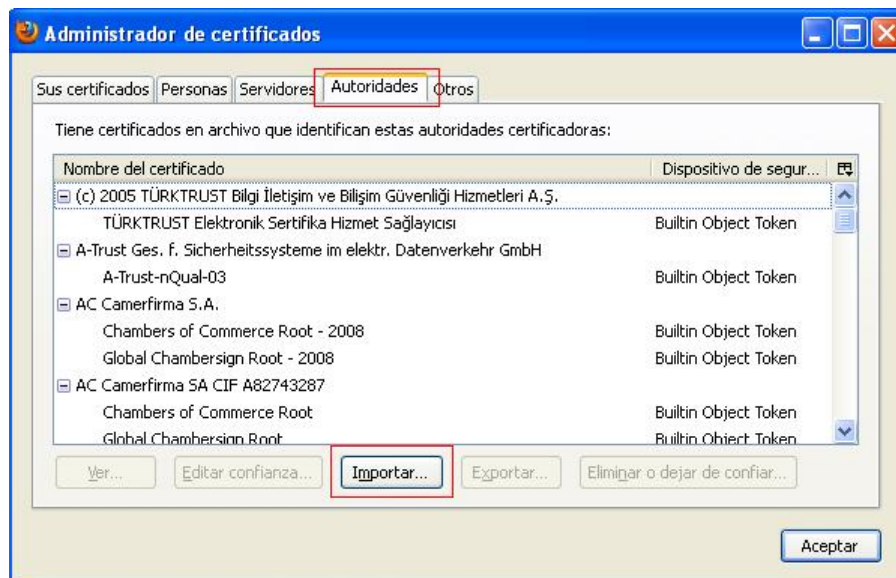 Administrador de certificados
Sus certificados Personas Servidores Autoridades Otros
Tiene certificados en archivo que identifican estas autoridades certificadoras:
Nombre del certificado Dispositivo de segur...
(c) 2005 TÜRKTRUST Bilgi İletişim ve Bilişim Güvenliği Hizmetleri A.Ş.
TÜRKTRUST Elektronik Sertifika Hizmet Sağlayıcısı Builtin Object Token
A-Trust Ges. f. Sicherheitssysteme im elektr. Datenverkehr GmbH
A-Trust-nQual-03 Builtin Object Token
AC Camerfirma S.A.
Chambers of Commerce Root - 2008 Builtin Object Token
Global Chambersign Root - 2008 Builtin Object Token
AC Camerfirma SA CIF A82743287
Chambers of Commerce Root Builtin Object Token
Global Chambersign Root Builtin Object Token
Ver... Editar confianza... Importar... Exportar... Eliminar o dejar de confiar...
Aceptar